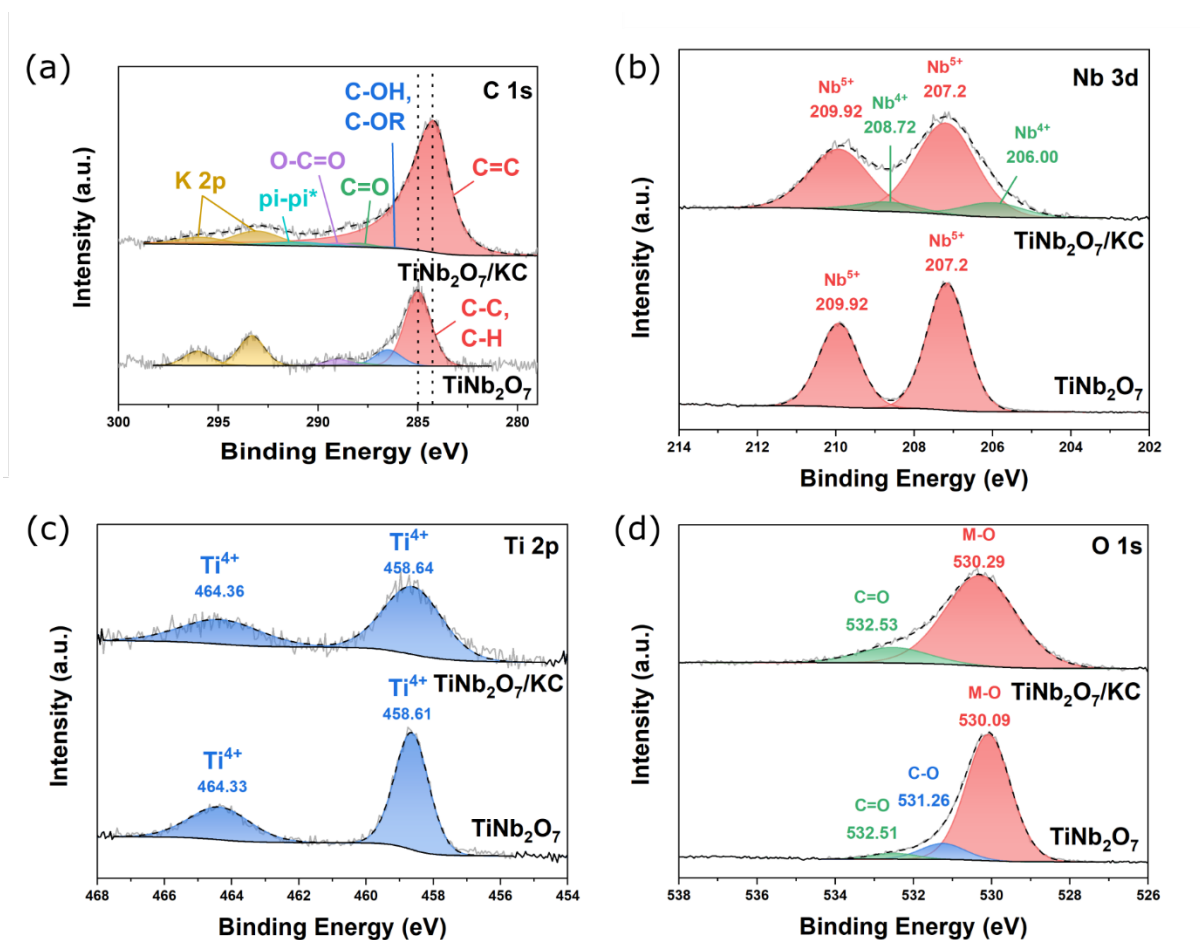 (a)
C 1s
C-OH,
C-OR
O-C=O
K 2p
pi-pi*
C=O
C=C
TiNb₂O₇/KC
C-C,
C-H
TiNb₂O₇
Intensity (a.u.)
300 295 290 285 280
Binding Energy (eV)
(b)
Nb 3d
Nb⁵⁺
209.92
Nb⁴⁺
208.72
Nb⁵⁺
207.2
Nb⁴⁺
206.00
TiNb₂O₇/KC
Nb⁵⁺
209.92
Nb⁵⁺
207.2
TiNb₂O₇
Intensity (a.u.)
214 212 210 208 206 204 202
Binding Energy (eV)
(c)
Ti 2p
Ti⁴⁺
464.36
Ti⁴⁺
458.64
TiNb₂O₇/KC
Ti⁴⁺
464.33
Ti⁴⁺
458.61
TiNb₂O₇
Intensity (a.u.)
468 466 464 462 460 458 456 454
Binding Energy (eV)
(d)
O 1s
M-O
530.29
C=O
532.53
TiNb₂O₇/KC
M-O
530.09
C-O
531.26
C=O
532.51
TiNb₂O₇
Intensity (a.u.)
538 536 534 532 530 528 526
Binding Energy (eV)